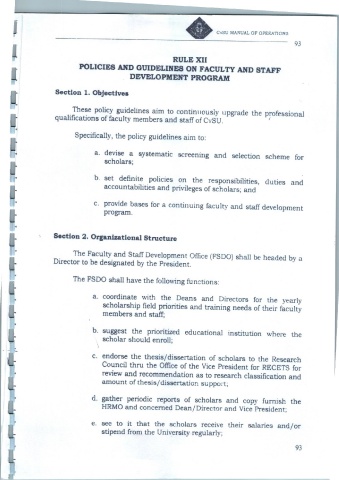 CvSU MANUAL OF OPERATIONS
93
RULE XII
POLICIES AND GUIDELINES ON FACULTY AND STAFF
DEVELOPMENT PROGRAM
Section 1. Objectives
These policy guidelines aim to continuously upgrade the professional
qualifications of faculty members and staff of CvSU.
Specifically, the policy guidelines aim to:
a. devise a systematic screening and selection scheme for
scholars;
b. set definite policies on the responsibilities, duties and
accountabilities and privileges of scholars; and
c. provide bases for a continuing faculty and staff development
program.
Section 2. Organizational Structure
The Faculty and Staff Development Office (FSDO) shall be headed by a
Director to be designated by the President.
The FSDO shall have the following functions:
a. coordinate with the Deans and Directors for the yearly
scholarship field priorities and training needs of their faculty
members and staff;
b. suggest the prioritized educational institution where the
scholar should enroll;
c. endorse the thesis/dissertation of scholars to the Research
Council thru the Office of the Vice President for RECETS for
review and recommendation as to research classification and
amount of thesis/dissertation support;
d. gather periodic reports of scholars and copy furnish the
HRMO and concerned Dean/Director and Vice President;
e. see to it that the scholars receive their salaries and/or
stipend from the University regularly;
93